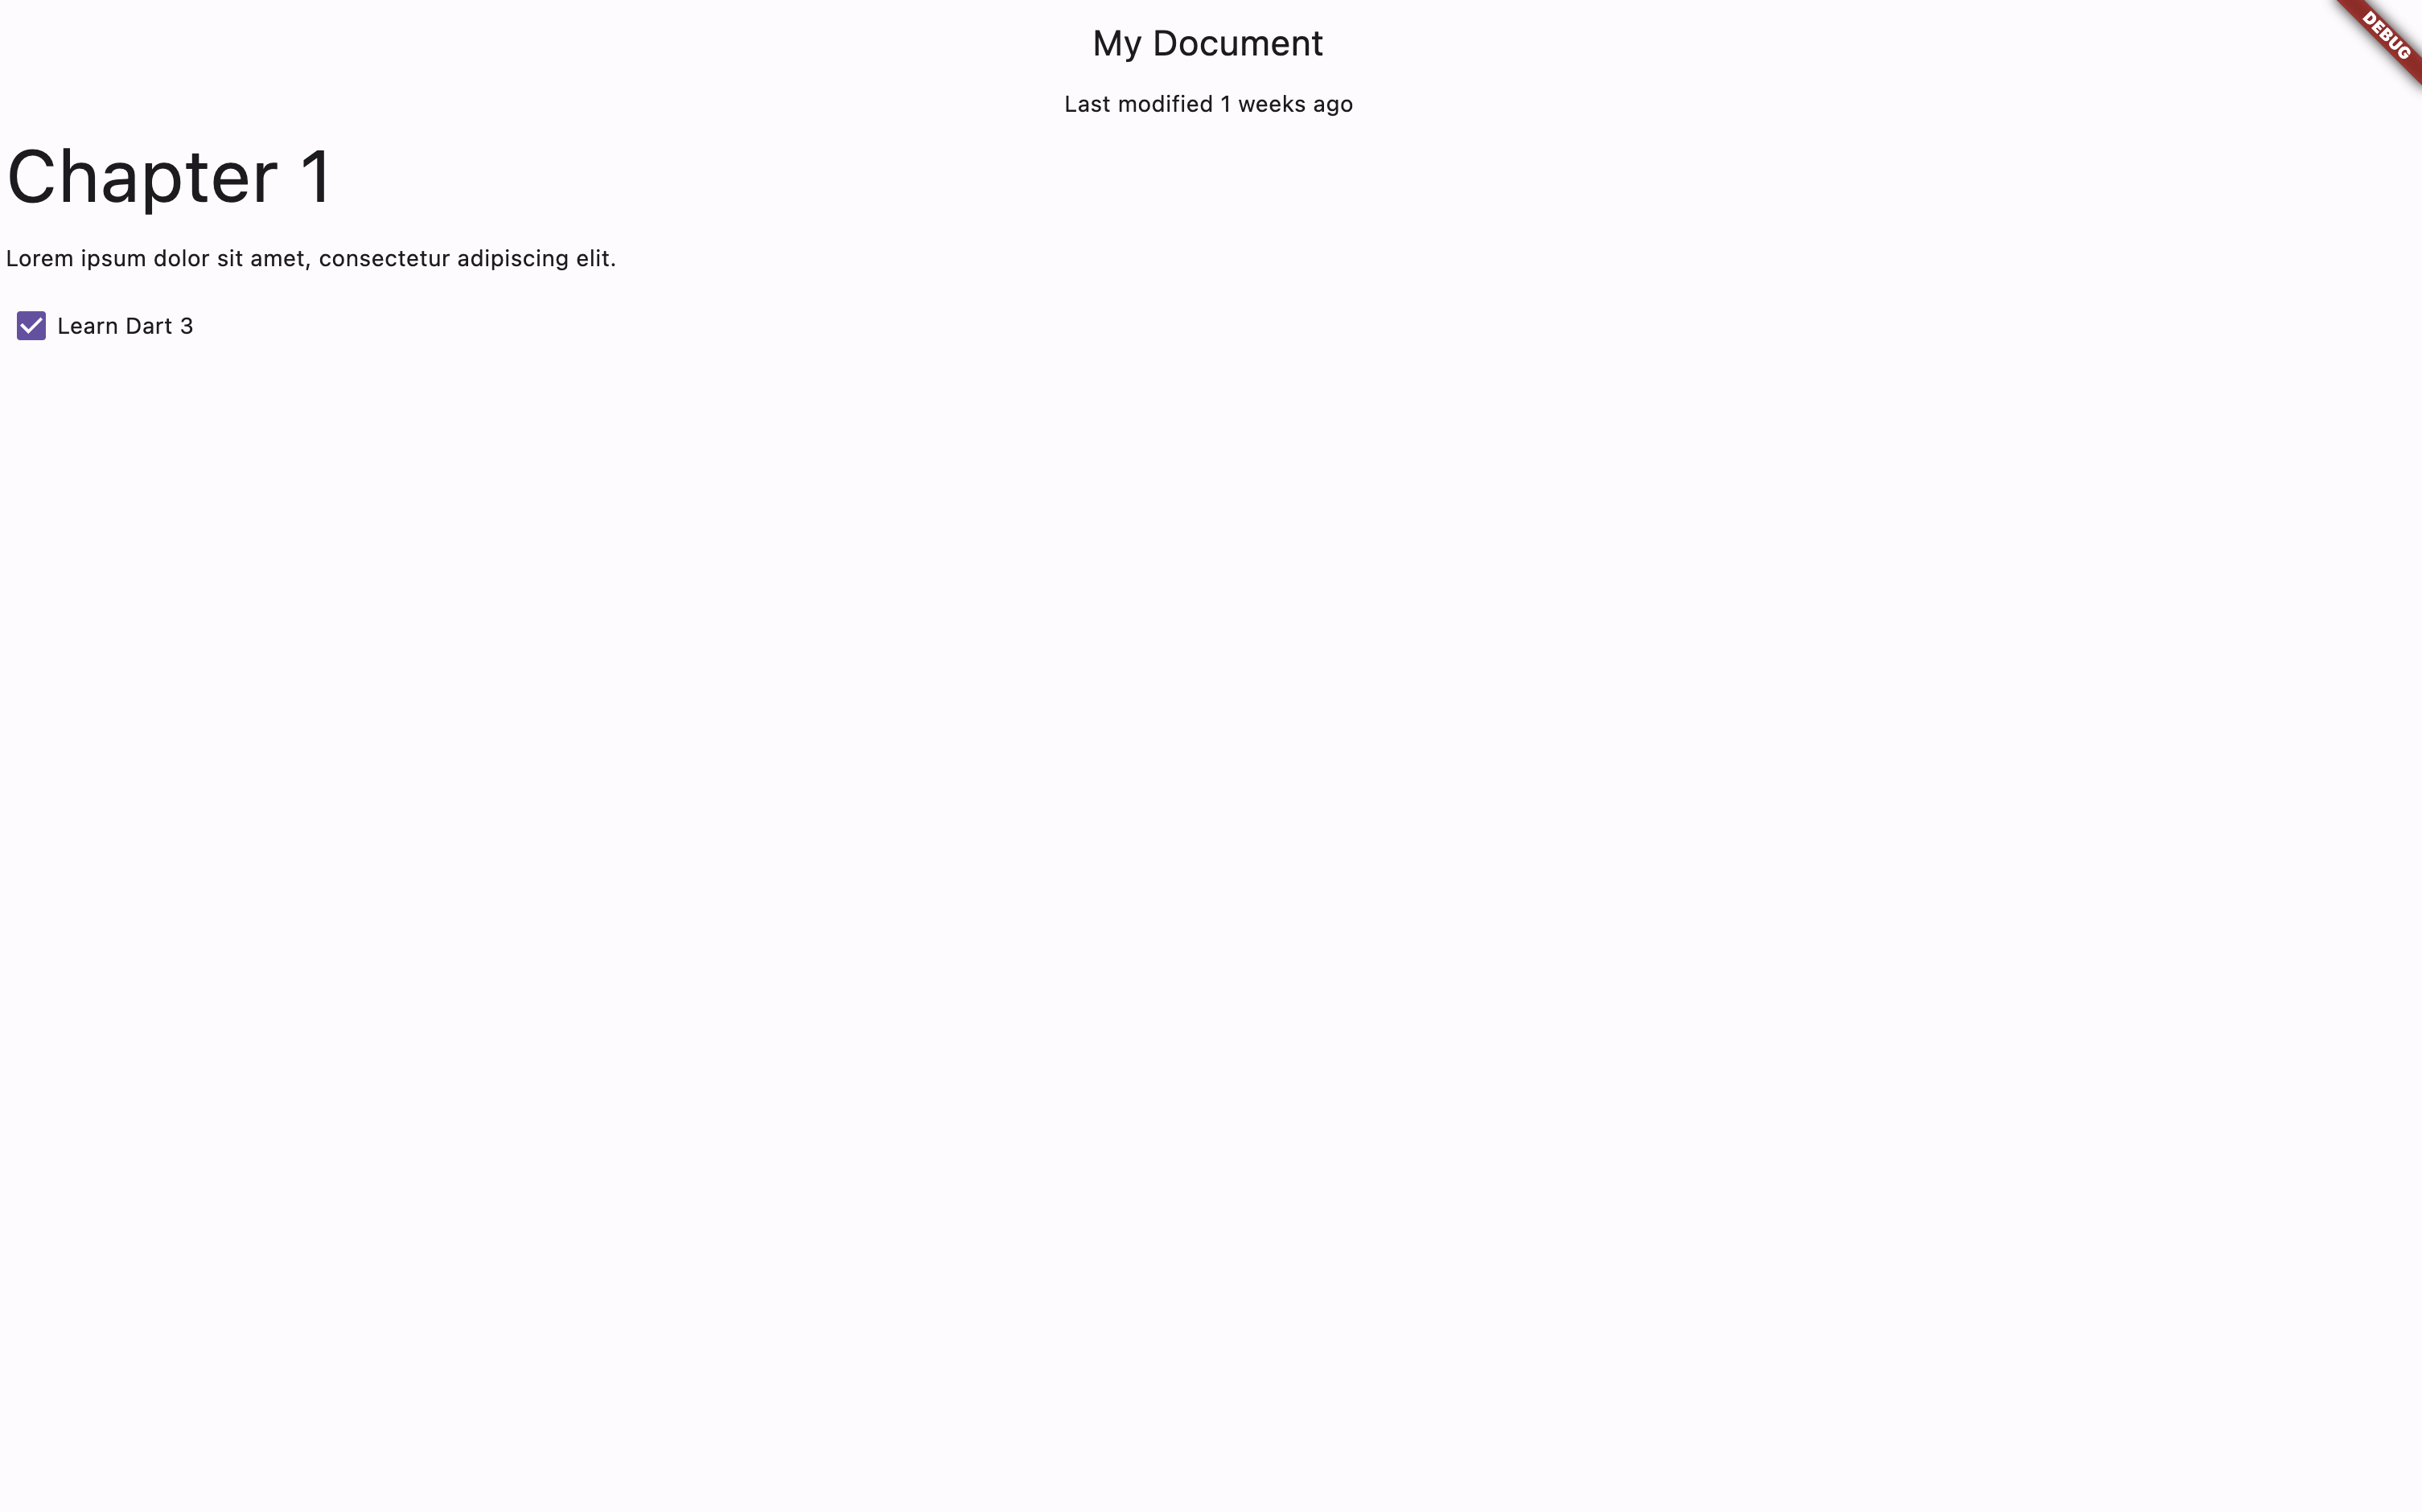 My Document
DEBUG
Last modified 1 weeks ago
Chapter 1
Lorem ipsum dolor sit amet, consectetur adipiscing elit.
Learn Dart 3